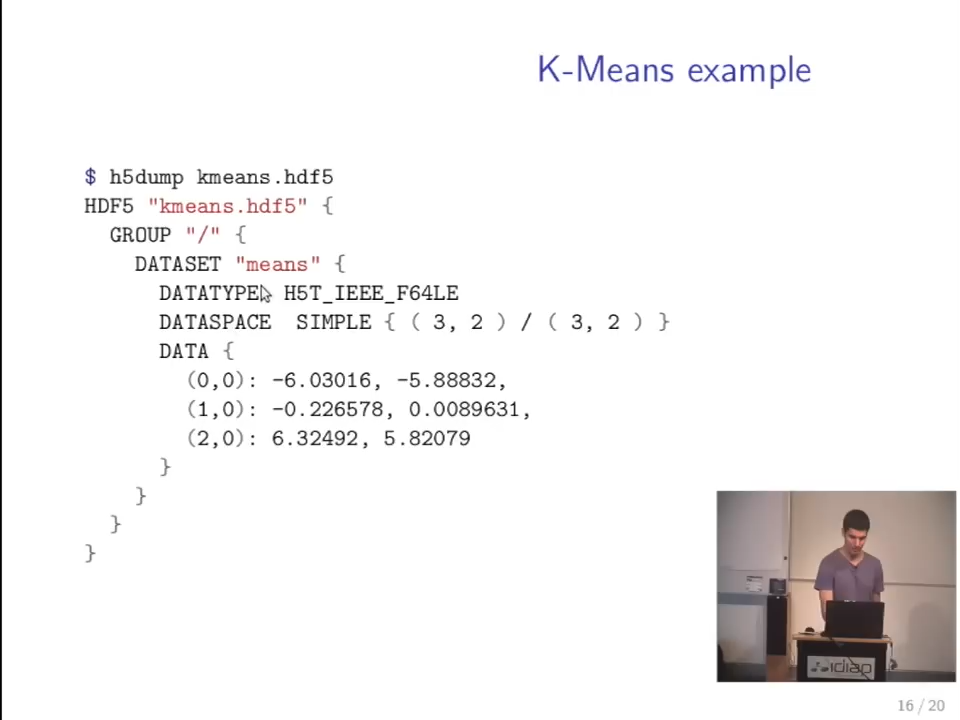 K-Means example
$ h5dump kmeans.hdf5
HDF5 "kmeans.hdf5" {
GROUP "/" {
DATASET "means" {
DATATYPE H5T_IEEE_F64LE
DATASPACE SIMPLE { ( 3, 2 ) / ( 3, 2 ) }
DATA {
(0,0): -6.03016, -5.88832,
(1,0): -0.226578, 0.0089631,
(2,0): 6.32492, 5.82079
}
}
}
}
idiap
16 / 20